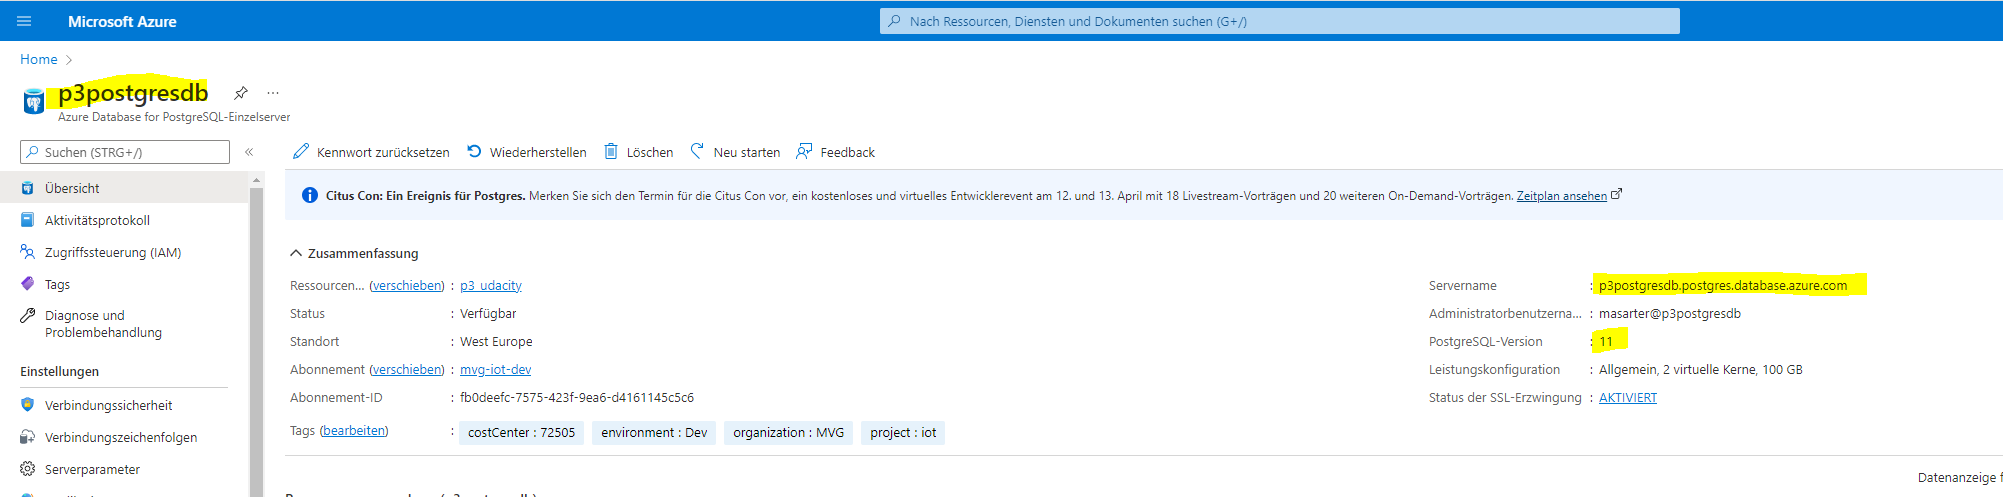 Microsoft Azure
Nach Ressourcen, Diensten und Dokumenten suchen (G+/)
Home
p3postgresdb
Azure Database for PostgreSQL-Einzelserver
Suchen (STRG+/)
Kennwort zurücksetzen Wiederherstellen Löschen Neu starten Feedback
Übersicht
Aktivitätsprotokoll
Zugriffssteuerung (IAM)
Tags
Diagnose und
Problembehandlung
Einstellungen
Verbindungssicherheit
Verbindungszeichenfolgen
Serverparameter
Citus Con: Ein Ereignis für Postgres. Merken Sie sich den Termin für die Citus Con vor, ein kostenloses und virtuelles Entwicklerevent am 12. und 13. April mit 18 Livestream-Vorträgen und 20 weiteren On-Demand-Vorträgen. Zeitplan ansehen
Zusammenfassung
Ressourcen... (verschieben) : p3_udacity
Status : Verfügbar
Standort : West Europe
Abonnement (verschieben) : mvg-iot-dev
Abonnement-ID : fb0deefc-7575-423f-9ea6-d4161145c5c6
Tags (bearbeiten) : costCenter : 72505 environment : Dev organization : MVG project : iot
Servername : p3postgresdb.postgres.database.azure.com
Administratorbenutzerna... : masarter@p3postgresdb
PostgreSQL-Version : 11
Leistungskonfiguration : Allgemein, 2 virtuelle Kerne, 100 GB
Status der SSL-Erzwingung : AKTIVIERT
Datenanzeige f